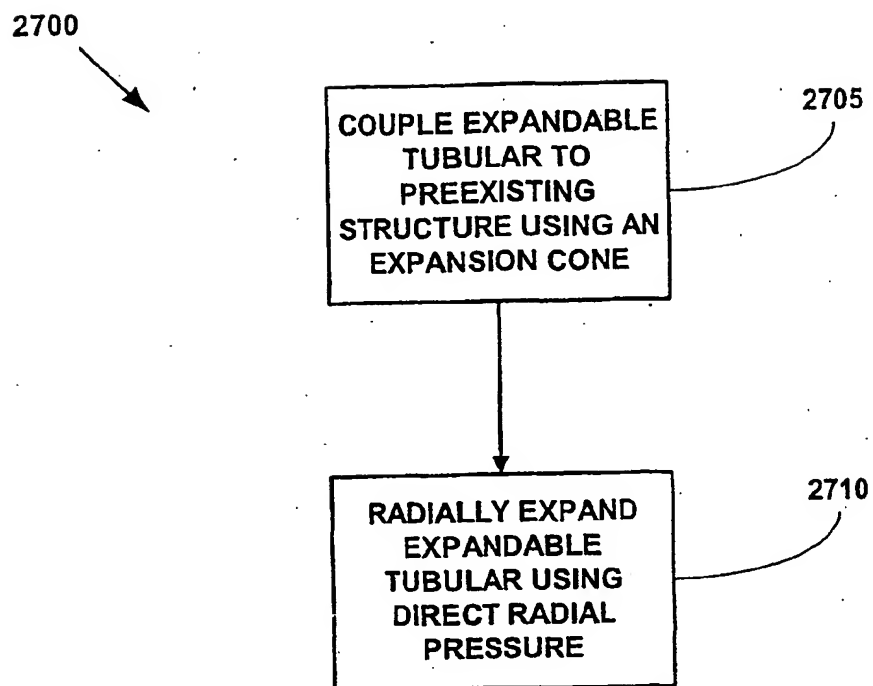 2700
2705
COUPLE EXPANDABLE
TUBULAR TO
PREEXISTING
STRUCTURE USING AN
EXPANSION CONE
2710
RADIALLY EXPAND
EXPANDABLE
TUBULAR USING
DIRECT RADIAL
PRESSURE